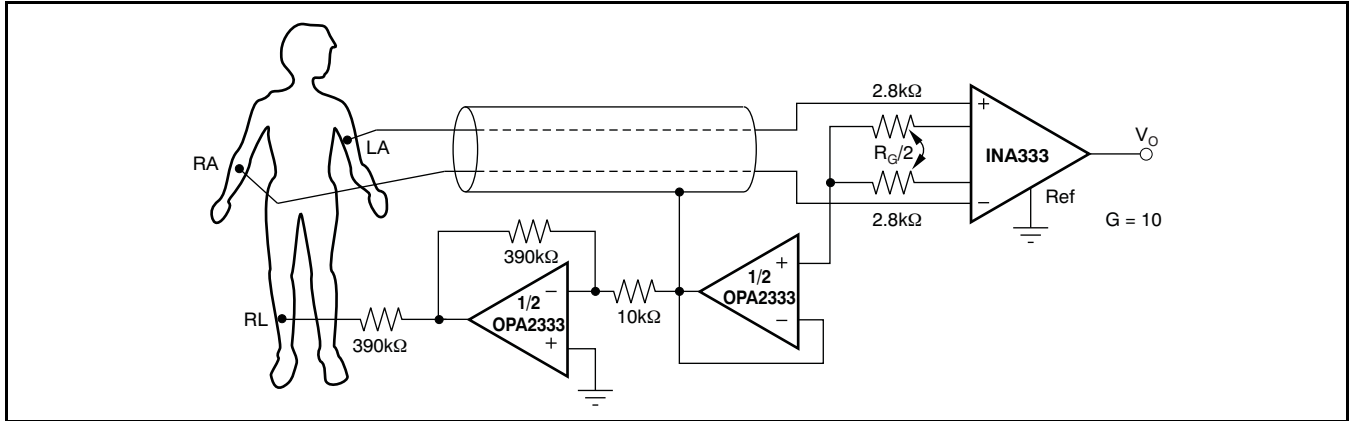 2.8kΩ
LA
RA
+
R_G/2
INA333
V_O
−
Ref
2.8kΩ
G = 10
390kΩ
1/2
OPA2333
−
+
10kΩ
1/2
OPA2333
+
−
RL
390kΩ